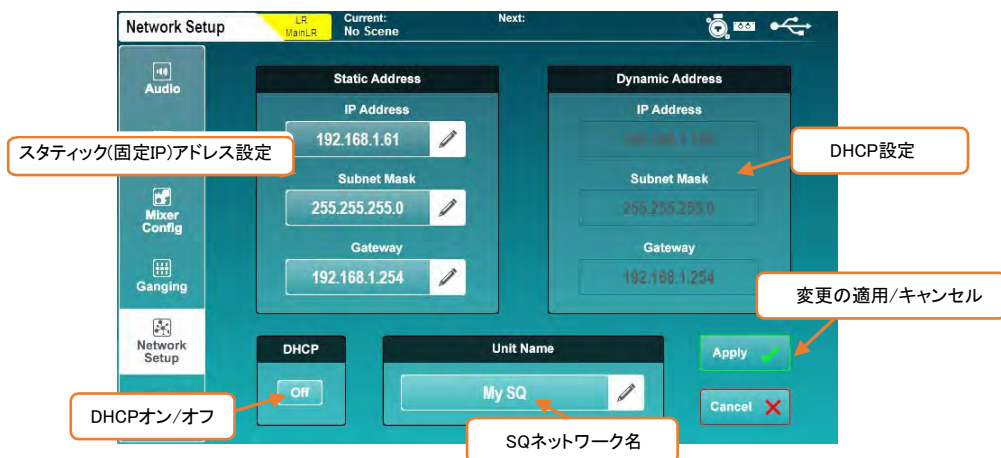 Network Setup
LR
MainLR
Current:
No Scene
Next:
Audio
Static Address
Dynamic Address
IP Address
192.168.1.61
IP Address
スタティック(固定IP)アドレス設定
DHCP設定
Subnet Mask
255.255.255.0
Subnet Mask
255.255.255.0
Mixer
Config
Gateway
192.168.1.254
Gateway
192.168.1.254
Ganging
変更の適用/キャンセル
Network
Setup
DHCP
Off
Unit Name
My SQ
Apply
Cancel
DHCPオン/オフ
SQネットワーク名